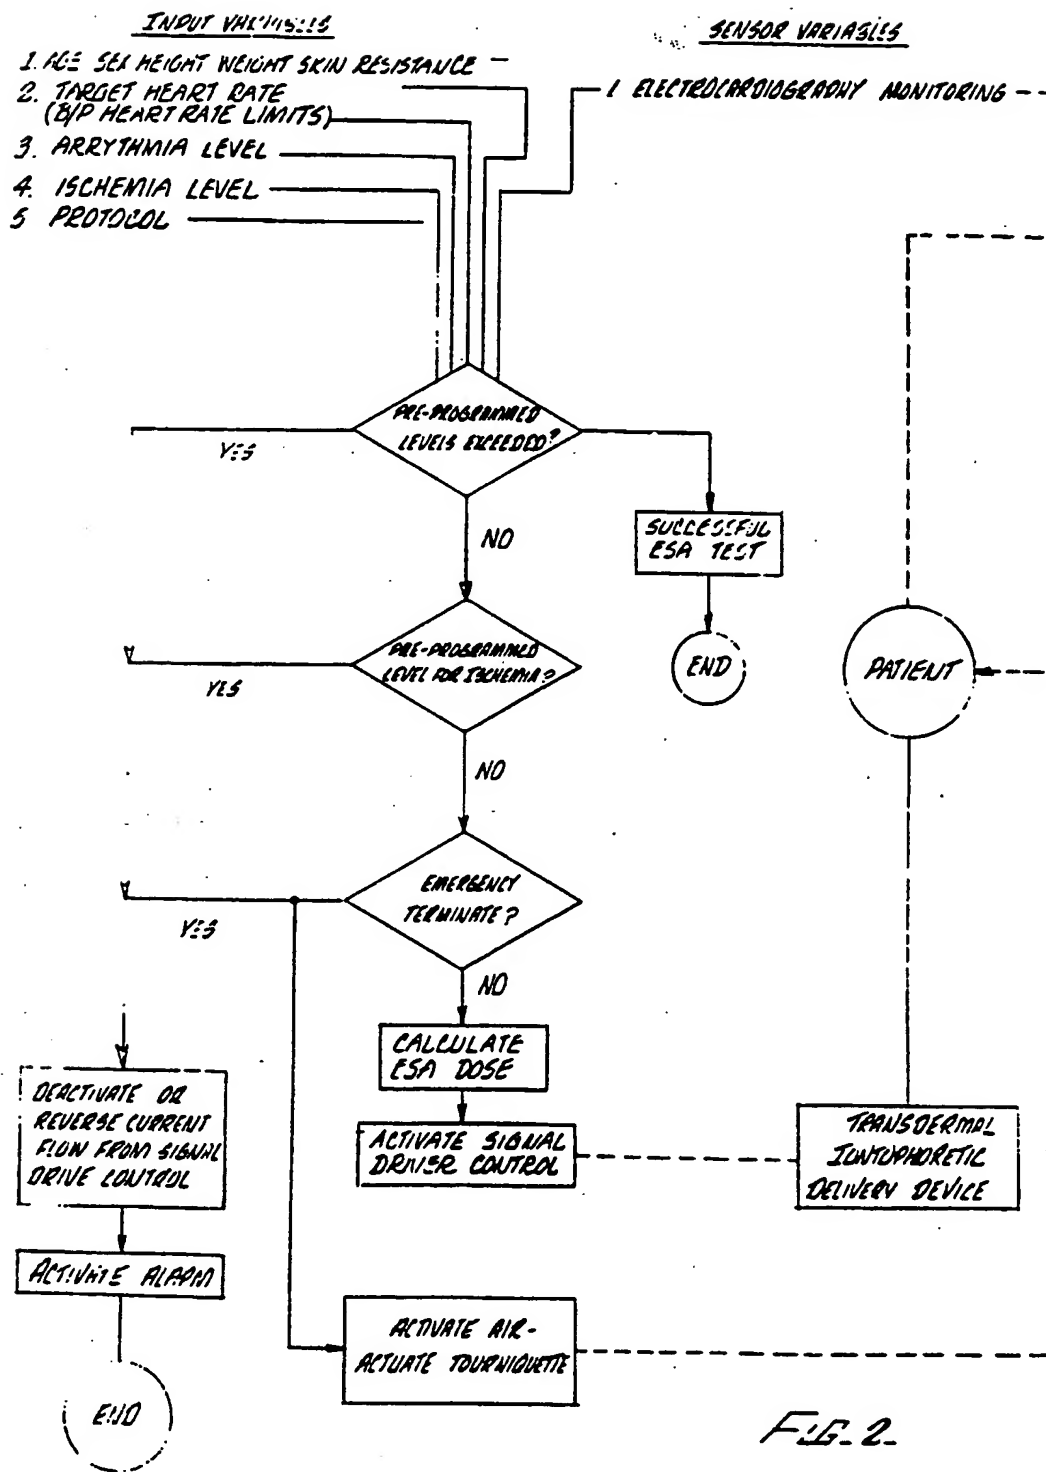 INPUT VARIABLES
1. AGE SEX HEIGHT WEIGHT SKIN RESISTANCE
2. TARGET HEART RATE
(B/P HEART RATE LIMITS)
3. ARRYTHMIA LEVEL
4. ISCHEMIA LEVEL
5 PROTOCOL
SENSOR VARIABLES
1 ELECTROCARDIOGRAPHY MONITORING
PRE-PROGRAMMED
LEVELS EXCEEDED?
YES
NO
SUCCESSFUL
ESA TEST
END
PRE-PROGRAMMED
LEVEL FOR ISCHEMIA?
YES
NO
PATIENT
EMERGENCY
TERMINATE?
YES
NO
CALCULATE
ESA DOSE
ACTIVATE SIGNAL
DRIVER CONTROL
TRANSDERMAL
IONTOPHORETIC
DELIVERY DEVICE
DEACTIVATE OR
REVERSE CURRENT
FLOW FROM SIGNAL
DRIVE CONTROL
ACTIVATE ALARM
END
ACTIVATE AIR-
ACTUATE TOURNIQUETTE
FIG. 2.